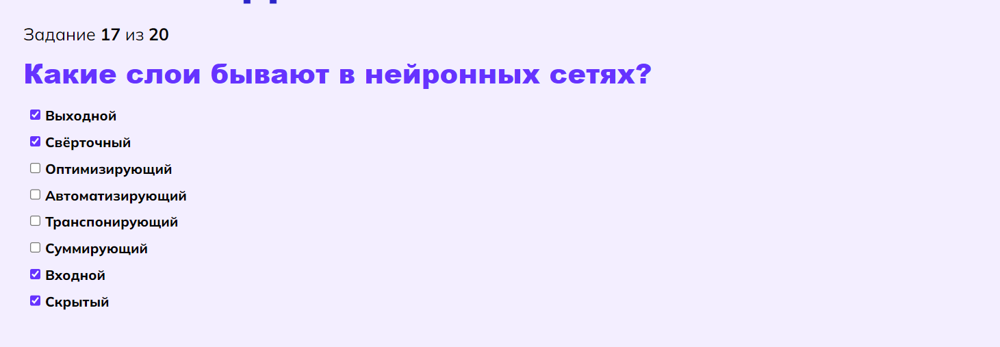 Задание 17 из 20
Какие слои бывают в нейронных сетях?
Выходной
Свёрточный
Оптимизирующий
Автоматизирующий
Транспонирующий
Суммирующий
Входной
Скрытый